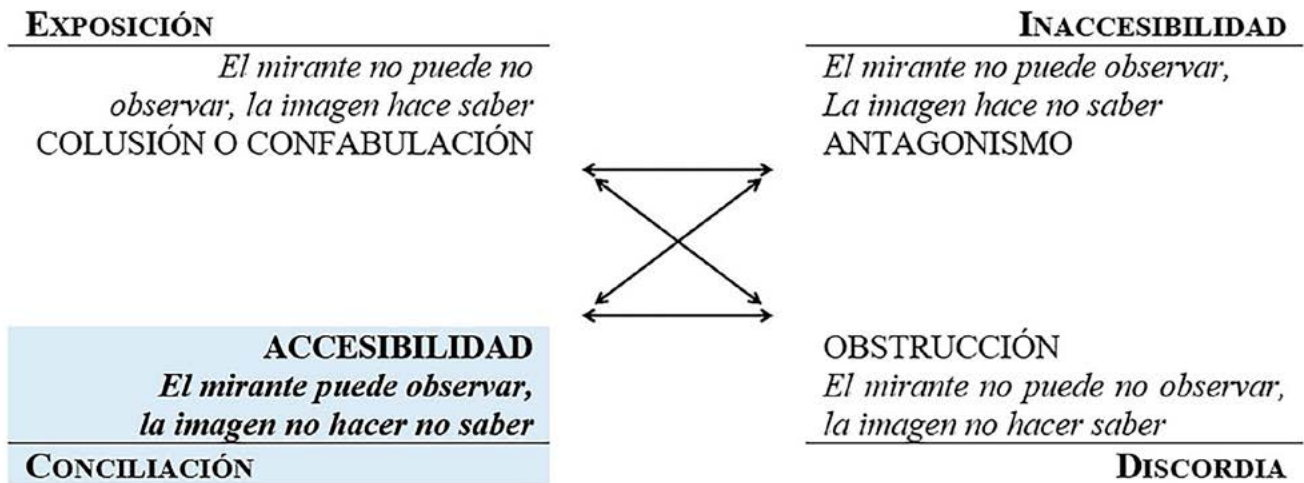 EXPOSICIÓN
El mirante no puede no
observar, la imagen hace saber
COLUSIÓN O CONFABULACIÓN
INACCESIBILIDAD
El mirante no puede observar,
La imagen hace no saber
ANTAGONISMO
ACCESIBILIDAD
El mirante puede observar,
la imagen no hacer no saber
CONCILIACIÓN
OBSTRUCCIÓN
El mirante no puede no observar,
la imagen no hacer saber
DISCORDIA